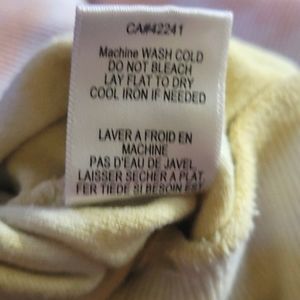 CA#42241
Machine WASH COLD
DO NOT BLEACH
LAY FLAT TO DRY
COOL IRON IF NEEDED
LAVER A FROID EN
MACHINE
PAS D'EAU DE JAVEL
LAISSER SÉCHER A PLAT.
FER TIEDE SI BESOIN EST